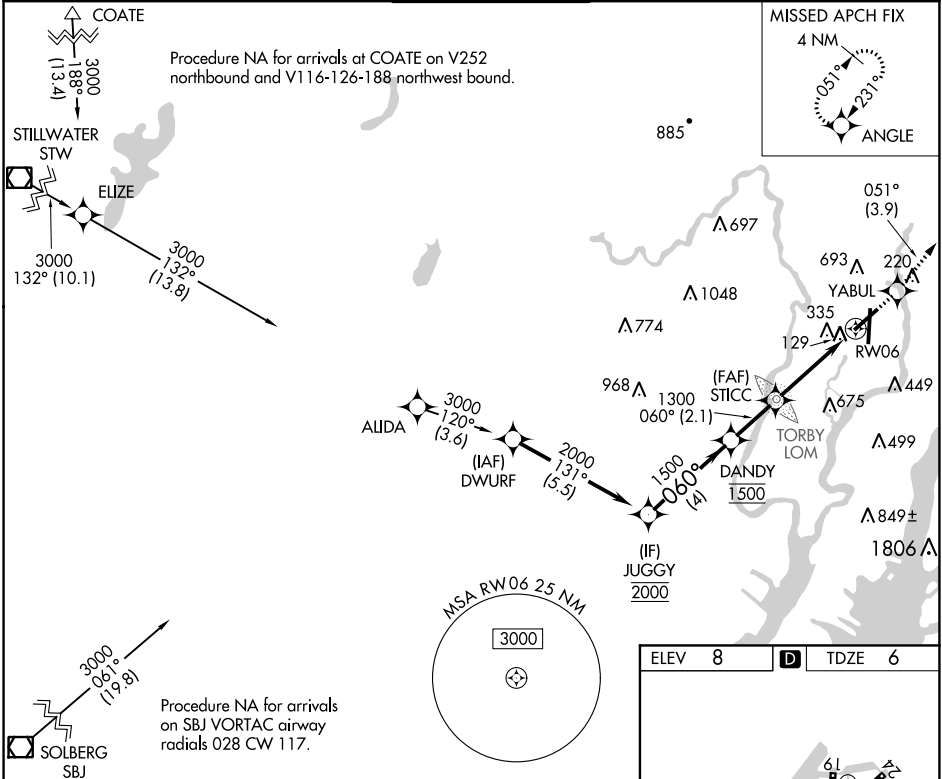 COATE
3000
188°
(13.4)
Procedure NA for arrivals at COATE on V252
northbound and V116-126-188 northwest bound.
MISSED APCH FIX
4 NM
051°
231°
ANGLE
885
STILLWATER
STW
ELIZE
3000
132° (10.1)
3000
132°
(13.8)
051°
(3.9)
697
693
220
YABUL
1048
335
774
129
RW06
968
(FAF)
STICC
449
1300
060° (2.1)
675
ALIDA
3000
120°
(3.6)
TORBY
LOM
499
(IAF)
DWURF
2000
131°
(5.5)
1500
060°
(4)
DANDY
1500
849±
1806
(IF)
JUGGY
2000
MSA RW06 25 NM
3000
ELEV 8
D
TDZE 6
3000
061°
(19.8)
Procedure NA for arrivals
on SBJ VORTAC airway
radials 028 CW 117.
SOLBERG
SBJ
19
24